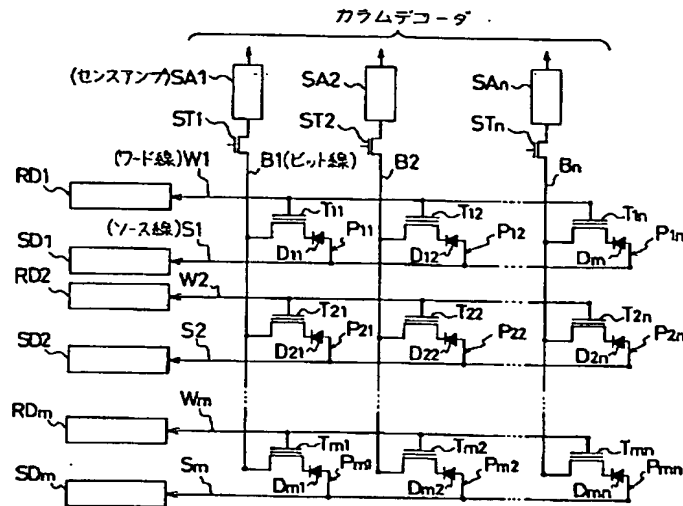 カラムデコーダ
(センスアンプ)SA1 SA2 SAn
ST1 ST2 STn
(ワード線)W1 B1(ビット線) B2 Bn
RD1 T11 T12 T1n
(ソース線)S1 P11 P12 P1n
SD1 D11 D12 Dm
RD2 W2 T21 T22 T2n
S2 P21 P22 P2n
SD2 D21 D22 D2n
RDm Wm Tm1 Tm2 Tmn
Sm Pm2 Pmn
SDm Dm1 Dm2 Dmn